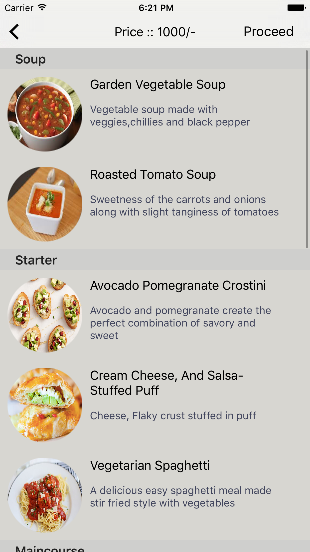 Carrier 6:21 PM
Price :: 1000/- Proceed
Soup
Garden Vegetable Soup
Vegetable soup made with
veggies,chillies and black pepper
Roasted Tomato Soup
Sweetness of the carrots and onions
along with slight tanginess of tomatoes
Starter
Avocado Pomegranate Crostini
Avocado and pomegranate create the
perfect combination of savory and
sweet
Cream Cheese, And Salsa-
Stuffed Puff
Cheese, Flaky crust stuffed in puff
Vegetarian Spaghetti
A delicious easy spaghetti meal made
stir fried style with vegetables
Maincourse